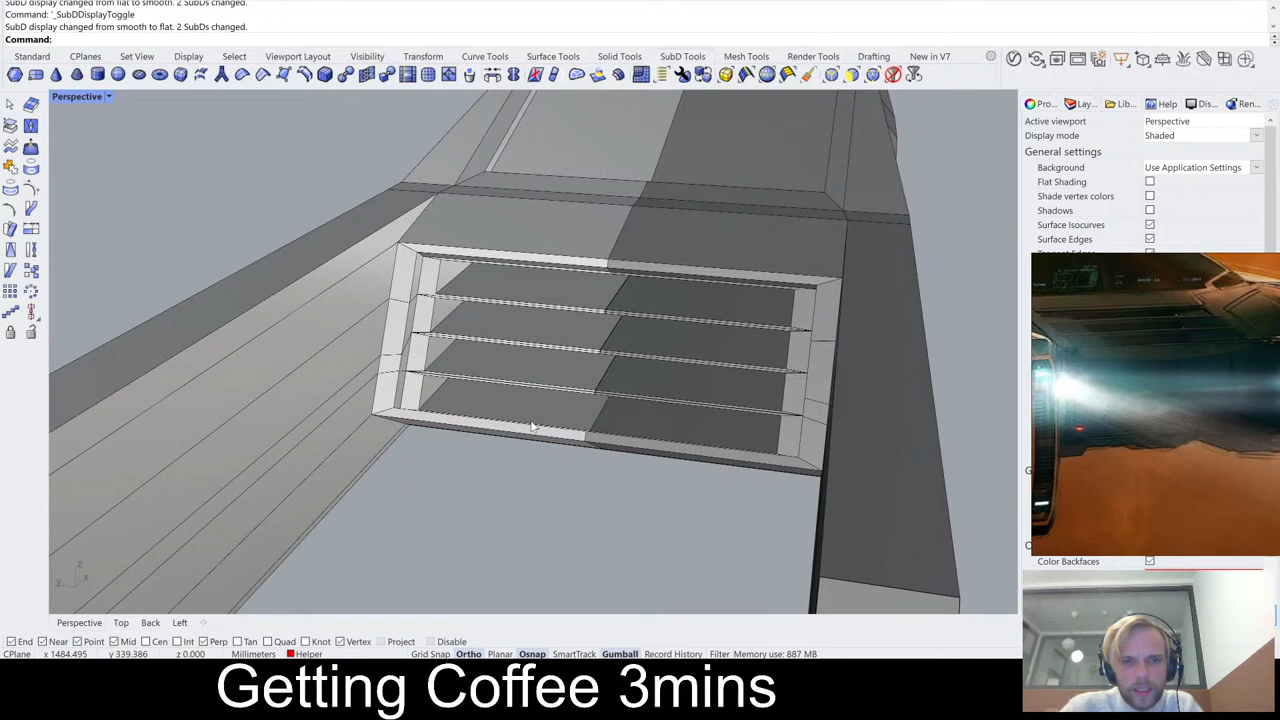 SubD display changed from flat to smooth. 2 SubDs changed.
Command: '_SubDDisplayToggle
SubD display changed from smooth to flat. 2 SubDs changed.
Command:
Standard CPlanes Set View Display Select Viewport Layout Visibility Transform Curve Tools Surface Tools Solid Tools SubD Tools Mesh Tools Render Tools Drafting New in V7
Perspective
Pro... Lay... Lib... Help Dis... Ren...
Active viewport Perspective
Display mode Shaded
General settings
Background Use Application Settings
Flat Shading
Shade vertex colors
Shadows
Surface Isocurves
Surface Edges
Color Backfaces
z
y x
Perspective Top Back Left
End Near Point Mid Cen Int Perp Tan Quad Knot Vertex Project Disable
CPlane x 1484.495 y 339.386 z 0.000 Millimeters Helper Grid Snap Ortho Planar Osnap SmartTrack Gumball Record History Filter Memory use: 887 MB
Getting Coffee 3mins